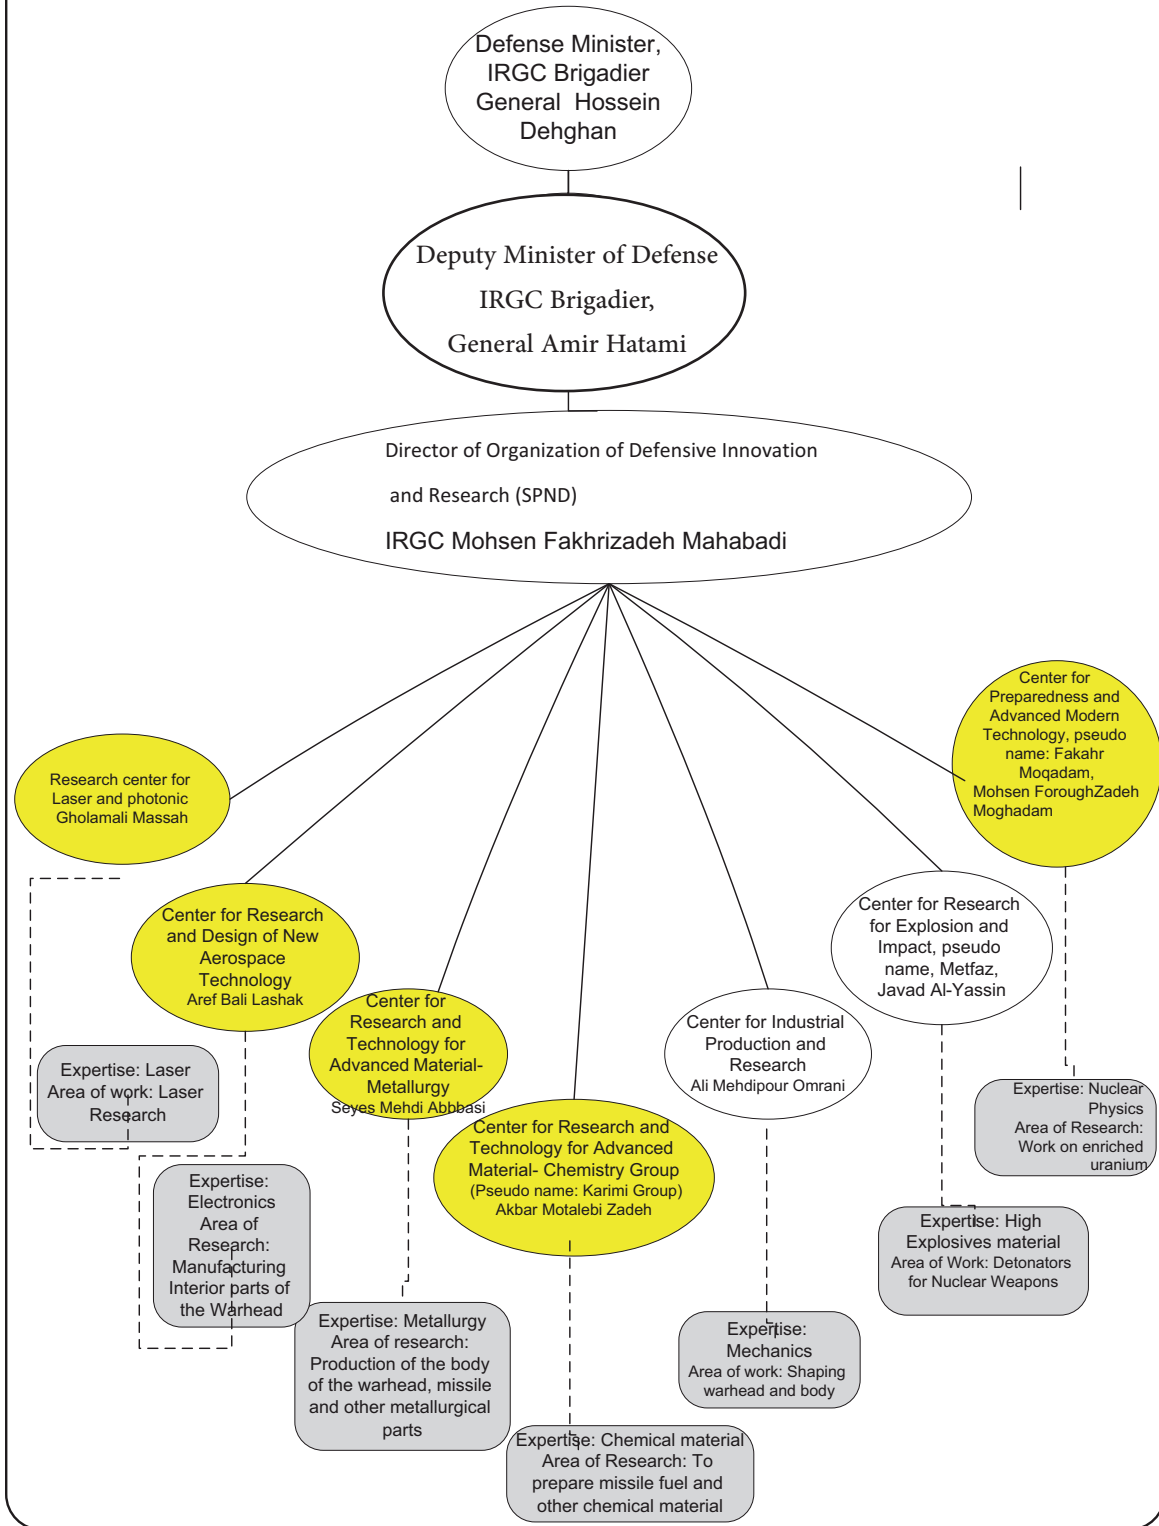 Defense Minister,
IRGC Brigadier
General Hossein
Dehghan
Deputy Minister of Defense
IRGC Brigadier,
General Amir Hatami
Director of Organization of Defensive Innovation
and Research (SPND)
IRGC Mohsen Fakhrizadeh Mahabadi
Center for
Preparedness and
Advanced Modern
Technology, pseudo
name: Fakahr
Moqadam,
Mohsen ForoughZadeh
Moghadam
Research center for
Laser and photonic
Gholamali Massah
Center for Research
and Design of New
Aerospace
Technology
Aref Bali Lashak
Center for
Research and
Technology for
Advanced Material-
Metallurgy
Seyes Mehdi Abbbasi
Center for Research and
Technology for Advanced
Material- Chemistry Group
(Pseudo name: Karimi Group)
Akbar Motalebi Zadeh
Center for Industrial
Production and
Research
Ali Mehdipour Omrani
Center for Research
for Explosion and
Impact, pseudo
name, Metfaz,
Javad Al-Yassin
Expertise: Laser
Area of work: Laser
Research
Expertise:
Electronics
Area of
Research:
Manufacturing
Interior parts of
the Warhead
Expertise: Metallurgy
Area of research:
Production of the body
of the warhead, missile
and other metallurgical
parts
Expertise: Chemical material
Area of Research: To
prepare missile fuel and
other chemical material
Expertise:
Mechanics
Area of work: Shaping
warhead and body
Expertise: High
Explosives material
Area of Work: Detonators
for Nuclear Weapons
Expertise: Nuclear
Physics
Area of Research:
Work on enriched
uranium